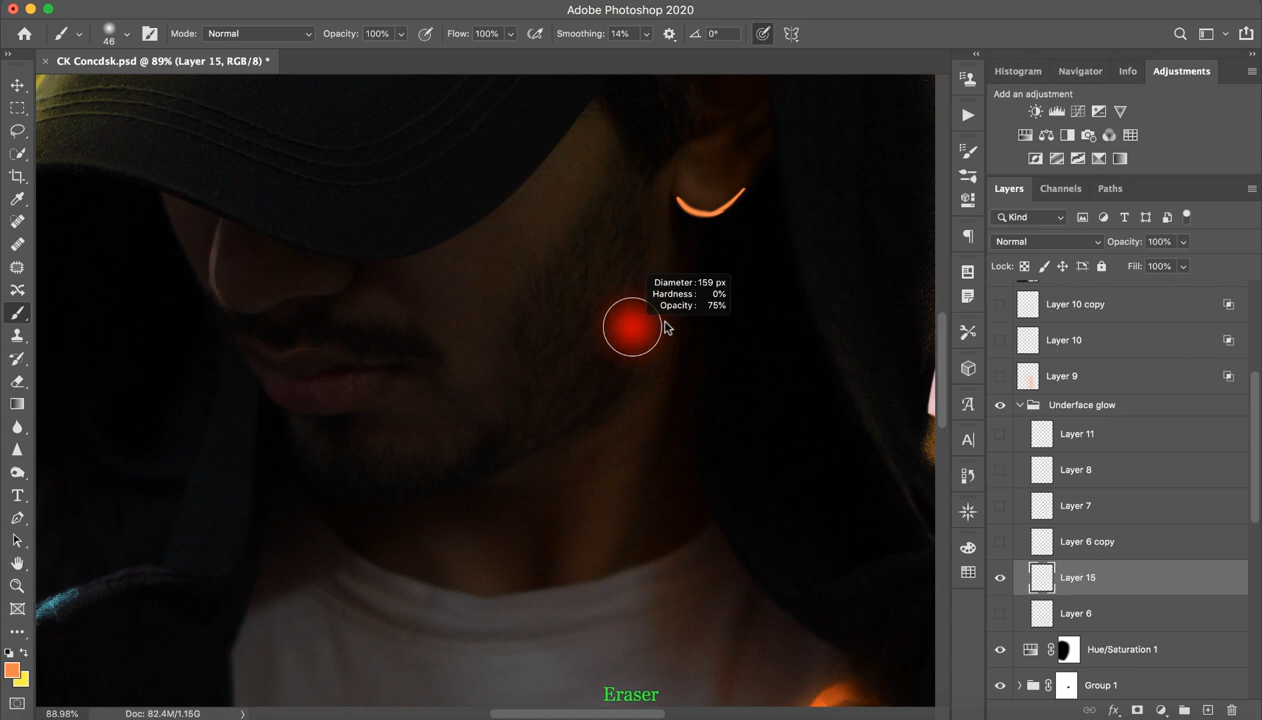 Adobe Photoshop 2020
46 Mode: Normal Opacity: 100% Flow: 100% Smoothing: 14% 0°
CK Concdsk.psd @ 89% (Layer 15, RGB/8) *
Histogram Navigator Info Adjustments
Add an adjustment
Layers Channels Paths
Kind
Normal Opacity: 100%
Lock: Fill: 100%
Diameter: 159 px
Hardness: 0%
Opacity: 75%
Layer 10 copy
Layer 10
Layer 9
Underface glow
Layer 11
Layer 8
Layer 7
Layer 6 copy
Layer 15
Layer 6
Hue/Saturation 1
Group 1
Eraser
88.98% Doc: 82.4M/1.15G